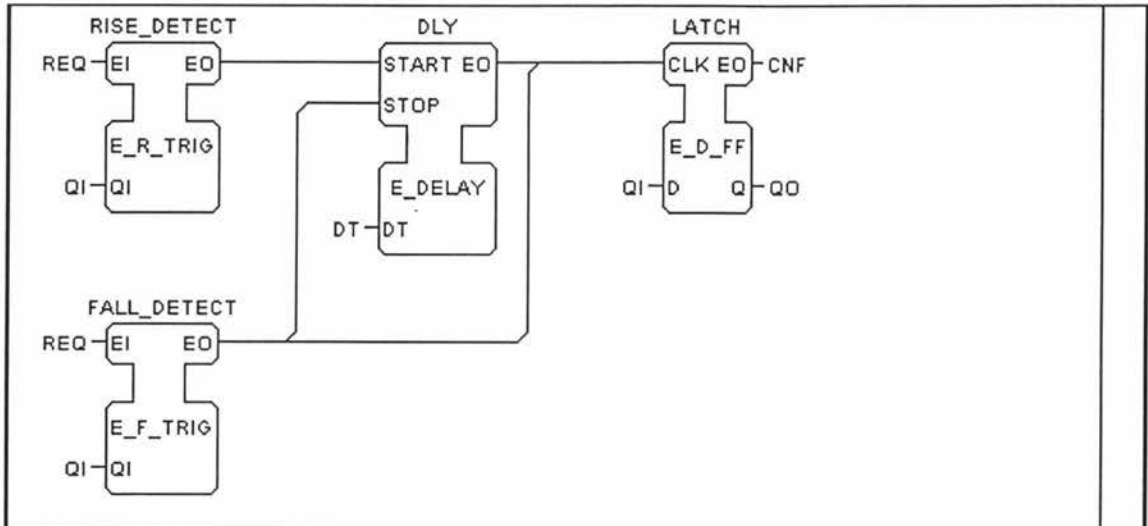 RISE_DETECT
REQ EI EO
E_R_TRIG
QI QI
DLY
START EO
STOP
E_DELAY
DT DT
LATCH
CLK EO CNF
E_D_FF
QI D Q QO
FALL_DETECT
REQ EI EO
E_F_TRIG
QI QI